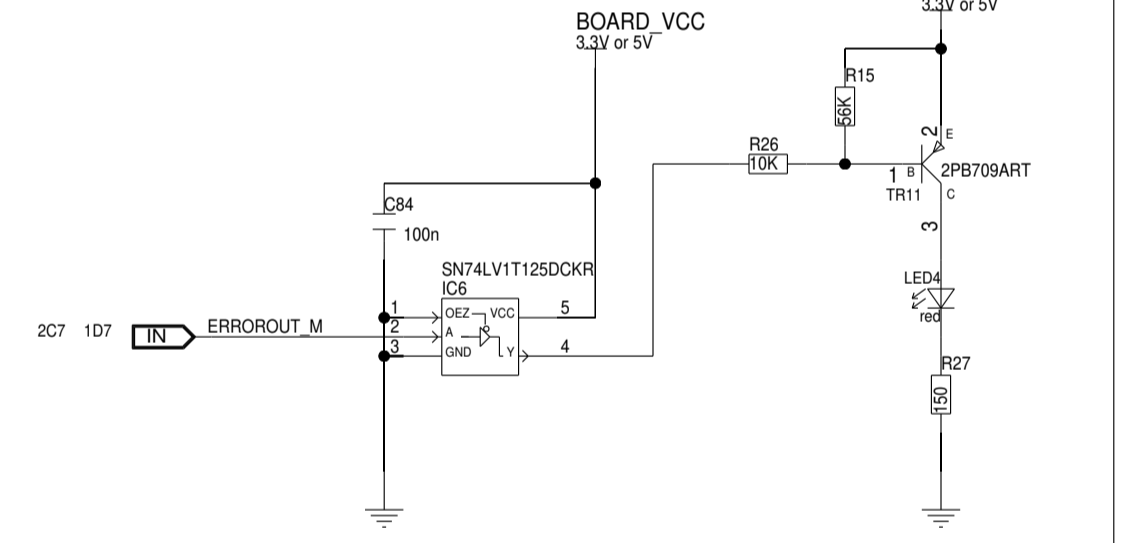 BOARD_VCC
3.3V or 5V
3.3V or 5V
R15
56K
R26
10K
2 E
1 B
2PB709ART
TR11 C
3
C84
100n
SN74LV1T125DCKR
IC6
1 OEZ VCC 5
2 A
3 GND Y 4
2C7 1D7 IN ERROROUT_M
LED4
red
R27
150